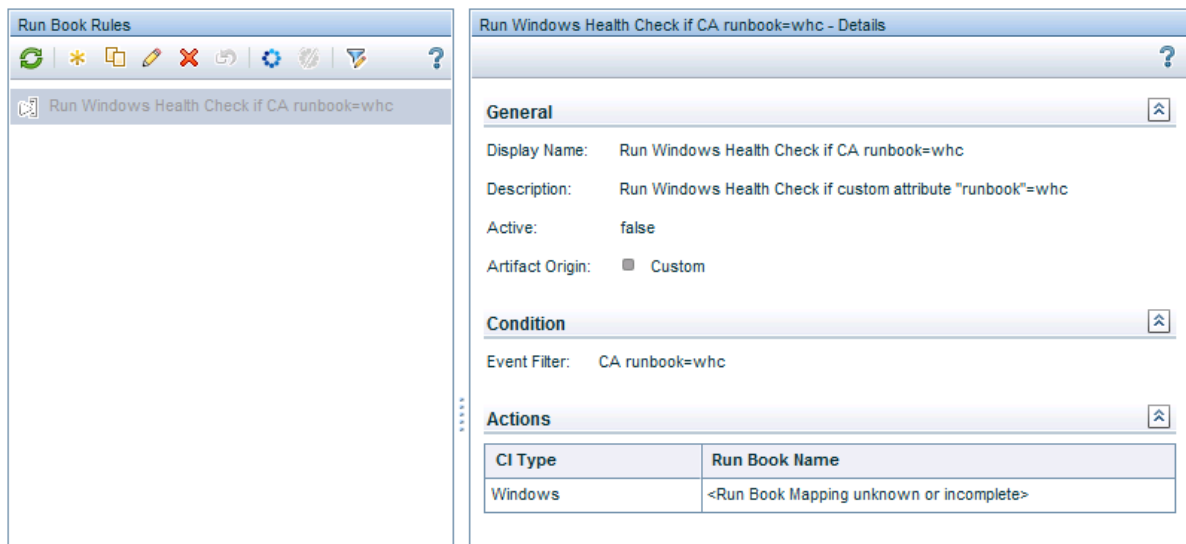 Run Book Rules
Run Windows Health Check if CA runbook=whc
Run Windows Health Check if CA runbook=whc - Details
General
Display Name: Run Windows Health Check if CA runbook=whc
Description: Run Windows Health Check if custom attribute "runbook"=whc
Active: false
Artifact Origin: Custom
Condition
Event Filter: CA runbook=whc
Actions
CI Type Run Book Name
Windows <Run Book Mapping unknown or incomplete>